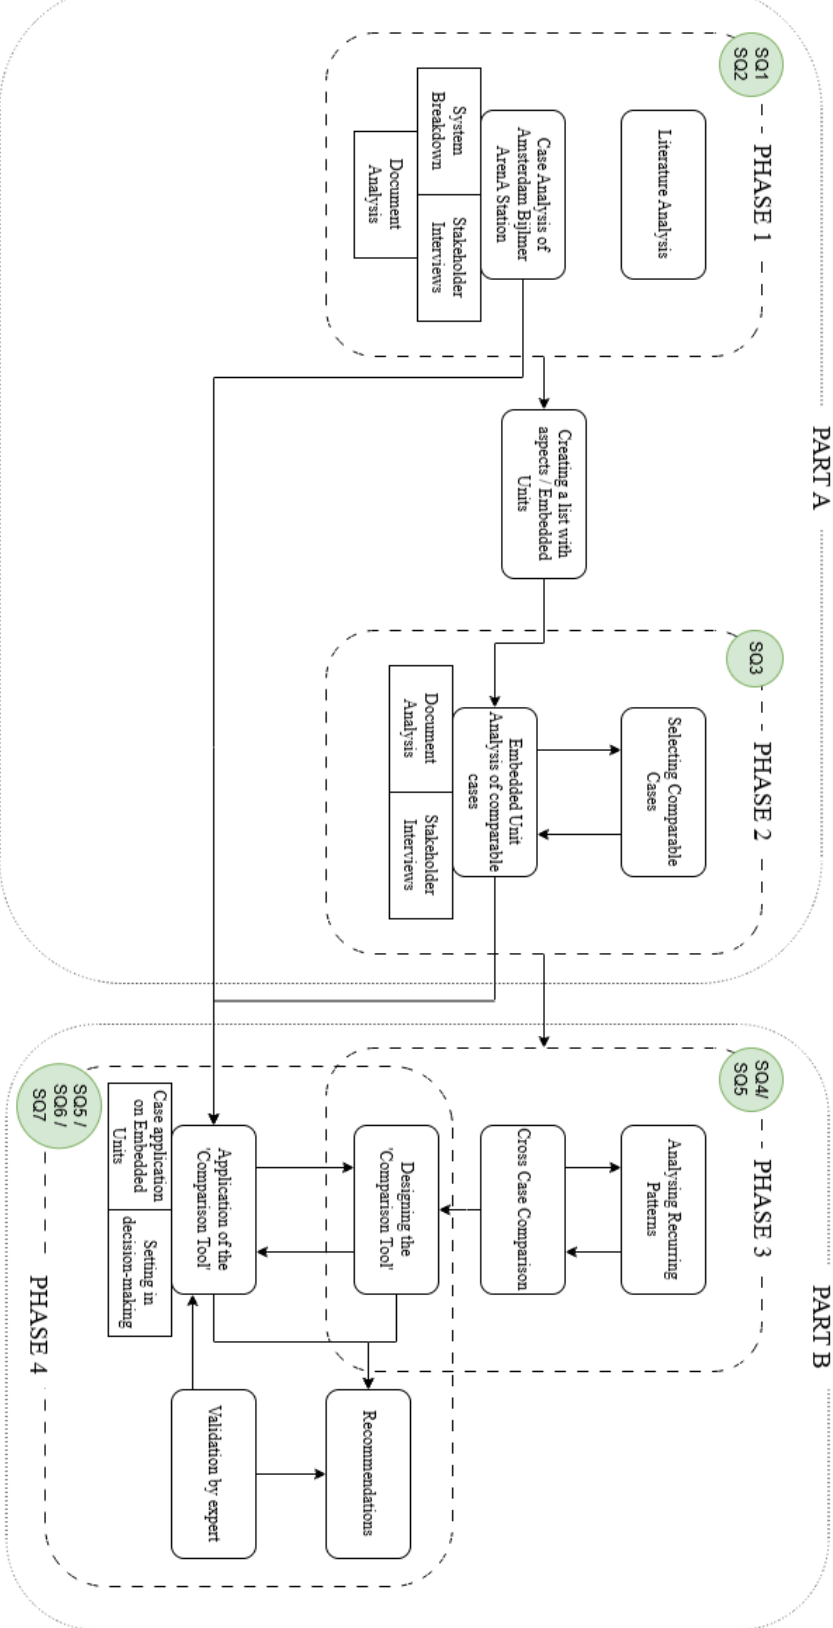 PART A
SQ1
SQ2
PHASE 1
Literature Analysis
Case Analysis of
Amsterdam Bijlmer
ArenA Station
System
Breakdown
Stakeholder
Interviews
Document
Analysis
Creating a list with
aspects / Embedded
Units
SQ3
PHASE 2
Selecting Comparable
Cases
Embedded Unit
Analysis of comparable
cases
Document
Analysis
Stakeholder
Interviews
PART B
SQ4/
SQ5
PHASE 3
Analysing Recurring
Patterns
Cross Case Comparison
Designing the
'Comparison Tool'
Recommendations
Application of the
'Comparison Tool'
Validation by expert
Case application
on Embedded
Units
Setting in
decision-making
SQ5 /
SQ6 /
SQ7
PHASE 4